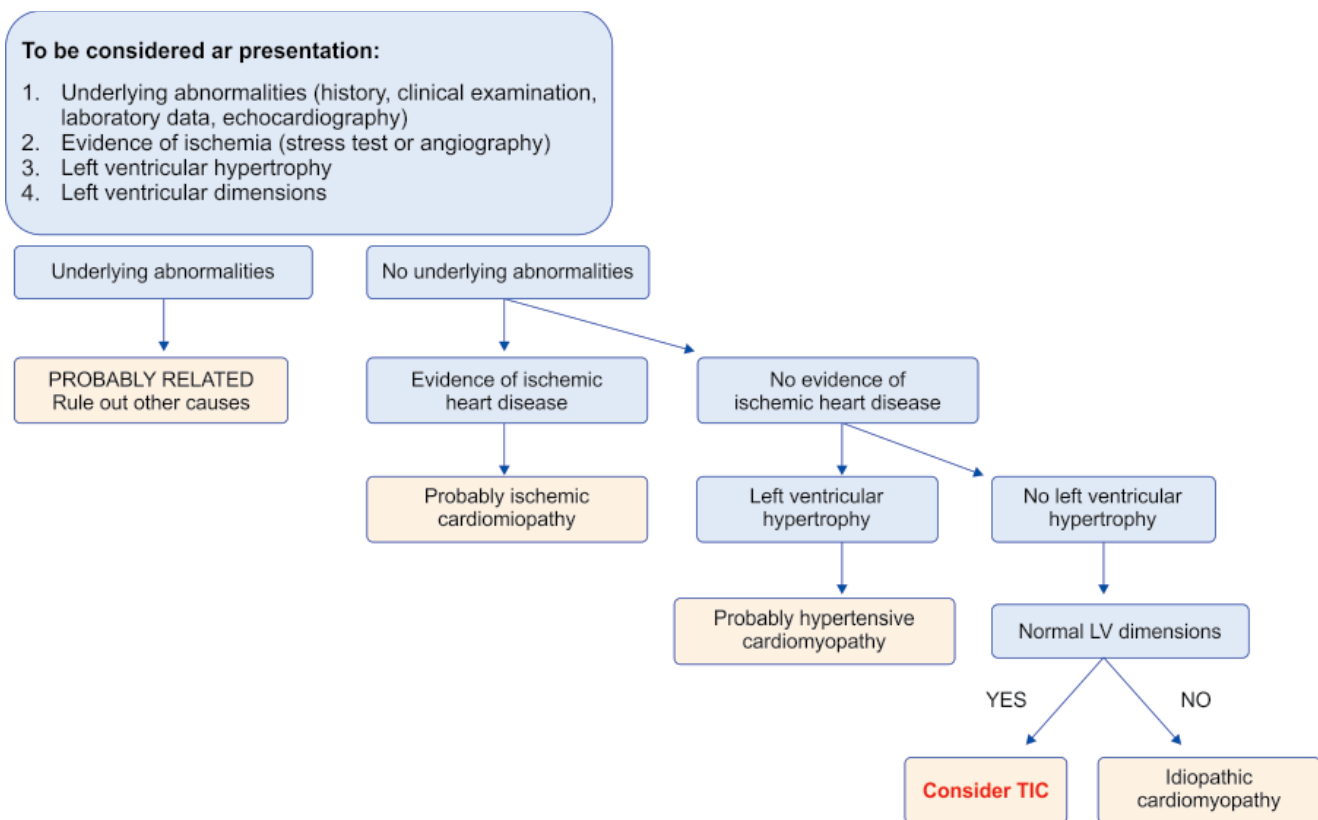 To be considered ar presentation:
1. Underlying abnormalities (history, clinical examination,
laboratory data, echocardiography)
2. Evidence of ischemia (stress test or angiography)
3. Left ventricular hypertrophy
4. Left ventricular dimensions
Underlying abnormalities
No underlying abnormalities
PROBABLY RELATED
Rule out other causes
Evidence of ischemic
heart disease
No evidence of
ischemic heart disease
Probably ischemic
cardiomiopathy
Left ventricular
hypertrophy
No left ventricular
hypertrophy
Probably hypertensive
cardiomyopathy
Normal LV dimensions
YES
NO
Consider TIC
Idiopathic
cardiomyopathy